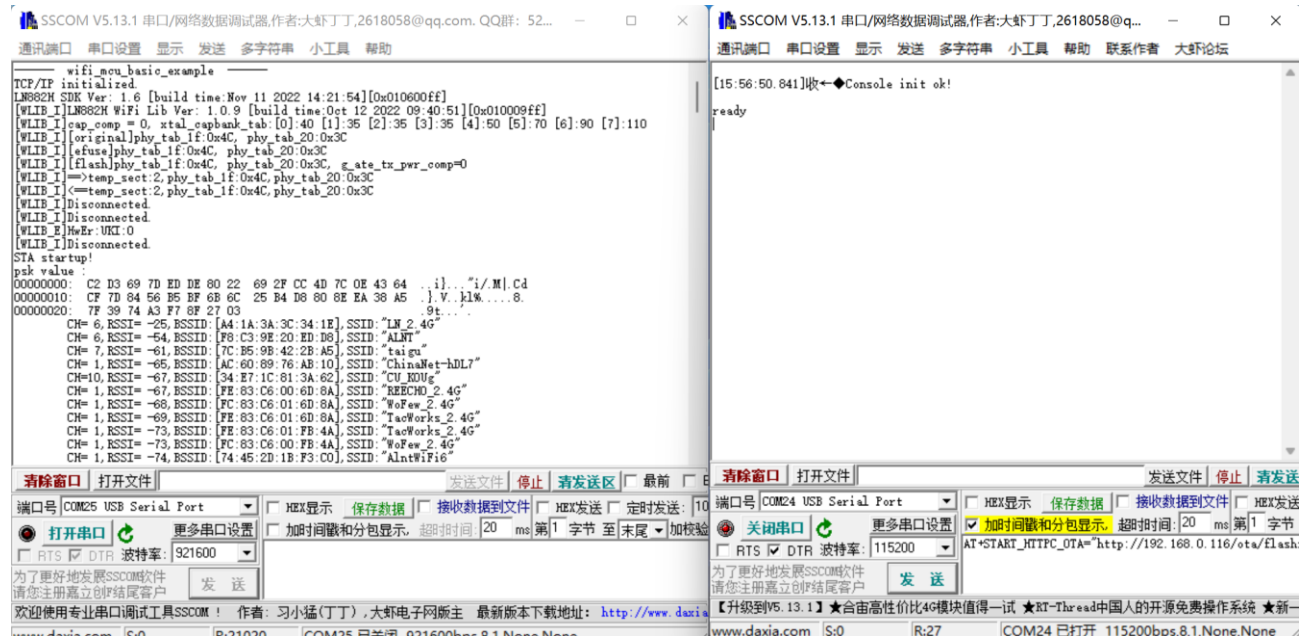 SSCOM V5.13.1 串口/网络数据调试器,作者:大虾丁丁,2618058@qq.com. QQ群: 52...
通讯端口 串口设置 显示 发送 多字符串 小工具 帮助
wifi_mcu_basic_example
TCP/IP initialized.
LN882H SDK Ver: 1.6 [build time:Nov 11 2022 14:21:54][0x010600ff]
[WLIB_I]LN882H WiFi Lib Ver: 1.0.9 [build time:Oct 12 2022 09:40:51][0x010009ff]
[WLIB_I]cap_comp = 0, xtal_capbank_tab:[0]:40 [1]:35 [2]:35 [3]:35 [4]:50 [5]:70 [6]:90 [7]:110
[WLIB_I][original]phy_tab_1f:0x4C, phy_tab_20:0x3C
[WLIB_I][efuse]phy_tab_1f:0x4C, phy_tab_20:0x3C
[WLIB_I][flash]phy_tab_1f:0x4C, phy_tab_20:0x3C, g_ate_tx_pwr_comp=0
[WLIB_I]==>temp_sect:2,phy_tab_1f:0x4C,phy_tab_20:0x3C
[WLIB_I]<==temp_sect:2,phy_tab_1f:0x4C,phy_tab_20:0x3C
[WLIB_I]Disconnected.
[WLIB_I]Disconnected.
[WLIB_E]HwEr:UKI:0
[WLIB_I]Disconnected.
STA startup!
psk value :
00000000: C2 D3 69 7D ED DE 80 22 69 2F CC 4D 7C 0E 43 64 ..i}..."i/.M|.Cd
00000010: CF 7D 84 56 B5 BF 6B 6C 25 B4 D8 80 8E EA 38 A5 .}.V..kl%.....8.
00000020: 7F 39 74 A3 F7 8F 27 03 .9t...'.
CH= 6,RSSI= -25,BSSID:[A4:1A:3A:3C:34:1E],SSID:"LN_2.4G"
CH= 6,RSSI= -54,BSSID:[F8:C3:9E:20:ED:D8],SSID:"ALNT"
CH= 7,RSSI= -61,BSSID:[7C:B5:9B:42:2B:A5],SSID:"taigu"
CH= 1,RSSI= -65,BSSID:[AC:60:89:76:AB:10],SSID:"ChinaNet-hDL7"
CH=10,RSSI= -67,BSSID:[34:E7:1C:81:3A:62],SSID:"CU_KOUg"
CH= 1,RSSI= -67,BSSID:[FE:83:C6:00:6D:8A],SSID:"REECHO_2.4G"
CH= 1,RSSI= -68,BSSID:[FC:83:C6:01:6D:8A],SSID:"WoFew_2.4G"
CH= 1,RSSI= -69,BSSID:[FE:83:C6:01:6D:8A],SSID:"TacWorks_2.4G"
CH= 1,RSSI= -73,BSSID:[FE:83:C6:01:FB:4A],SSID:"TacWorks_2.4G"
CH= 1,RSSI= -73,BSSID:[FC:83:C6:00:FB:4A],SSID:"WoFew_2.4G"
CH= 1,RSSI= -74,BSSID:[74:45:2D:1B:F3:C0],SSID:"AlntWiFi6"
清除窗口 打开文件 发送文件 停止 清发送区 最前
端口号 COM25 USB Serial Port HEX显示 保存数据 接收数据到文件 HEX发送 定时发送: 10
打开串口 更多串口设置 加时间戳和分包显示, 超时时间: 20 ms 第1 字节 至 末尾 加校验
RTS DTR 波特率: 921600
为了更好地发展SSCOM软件
请您注册嘉立创F结尾客户 发 送
欢迎使用专业串口调试工具SSCOM ! 作者: 习小猛(丁丁),大虾电子网版主 最新版本下载地址: http://www.daxia
www.daxia.com S:0 R:21020 COM25 已关闭 921600bps,8,1,None,None
SSCOM V5.13.1 串口/网络数据调试器,作者:大虾丁丁,2618058@q...
通讯端口 串口设置 显示 发送 多字符串 小工具 帮助 联系作者 大虾论坛
[15:56:50.841]收←◆Console init ok!
ready
清除窗口 打开文件 发送文件 停止 清发送
端口号 COM24 USB Serial Port HEX显示 保存数据 接收数据到文件 HEX发送
关闭串口 更多串口设置 加时间戳和分包显示, 超时时间: 20 ms 第1 字节
RTS DTR 波特率: 115200 AT+START_HTTPC_OTA="http://192.168.0.116/ota/flash
为了更好地发展SSCOM软件
请您注册嘉立创F结尾客户 发 送
【升级到V5.13.1】★合宙高性价比4G模块值得一试 ★RT-Thread中国人的开源免费操作系统 ★新一
www.daxia.com S:0 R:27 COM24 已打开 115200bps,8,1,None,None